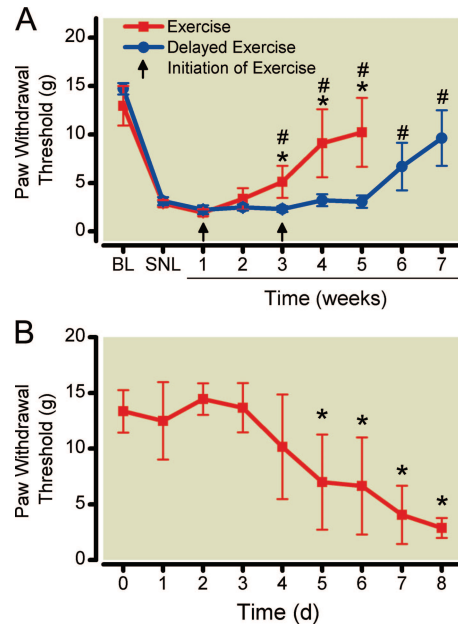 A
Exercise
Delayed Exercise
Initiation of Exercise
Paw Withdrawal
Threshold (g)
20
15
10
5
0
# * # * # * # #
BL SNL 1 2 3 4 5 6 7
Time (weeks)
B
Paw Withdrawal
Threshold (g)
20
15
10
5
0
* * * *
0 1 2 3 4 5 6 7 8
Time (d)